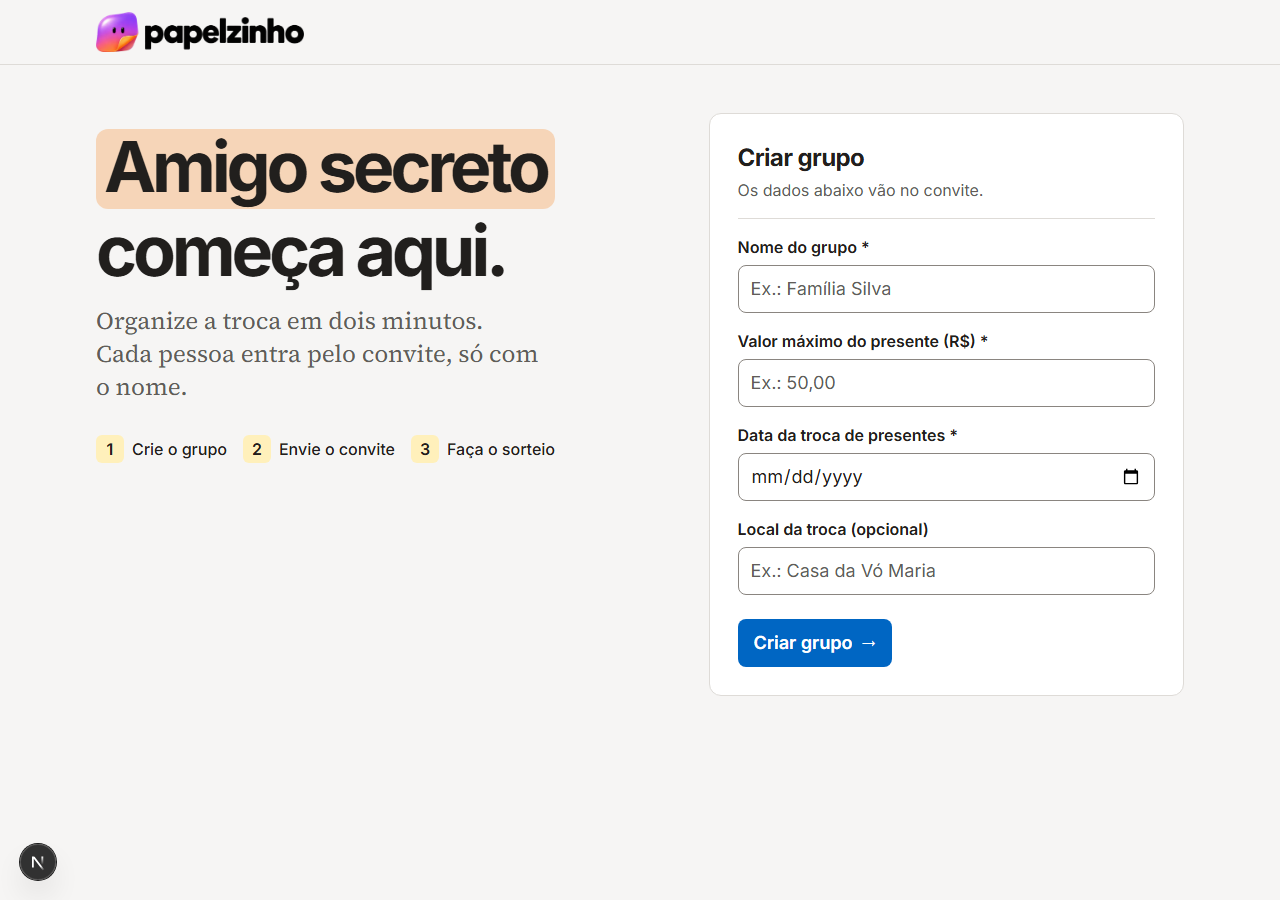 papelzinho
Amigo secreto
começa aqui.
Organize a troca em dois minutos.
Cada pessoa entra pelo convite, só com
o nome.
1 Crie o grupo 2 Envie o convite 3 Faça o sorteio
Criar grupo
Os dados abaixo vão no convite.
Nome do grupo *
Ex.: Família Silva
Valor máximo do presente (R$) *
Ex.: 50,00
Data da troca de presentes *
mm/dd/yyyy
Local da troca (opcional)
Ex.: Casa da Vó Maria
Criar grupo →
N